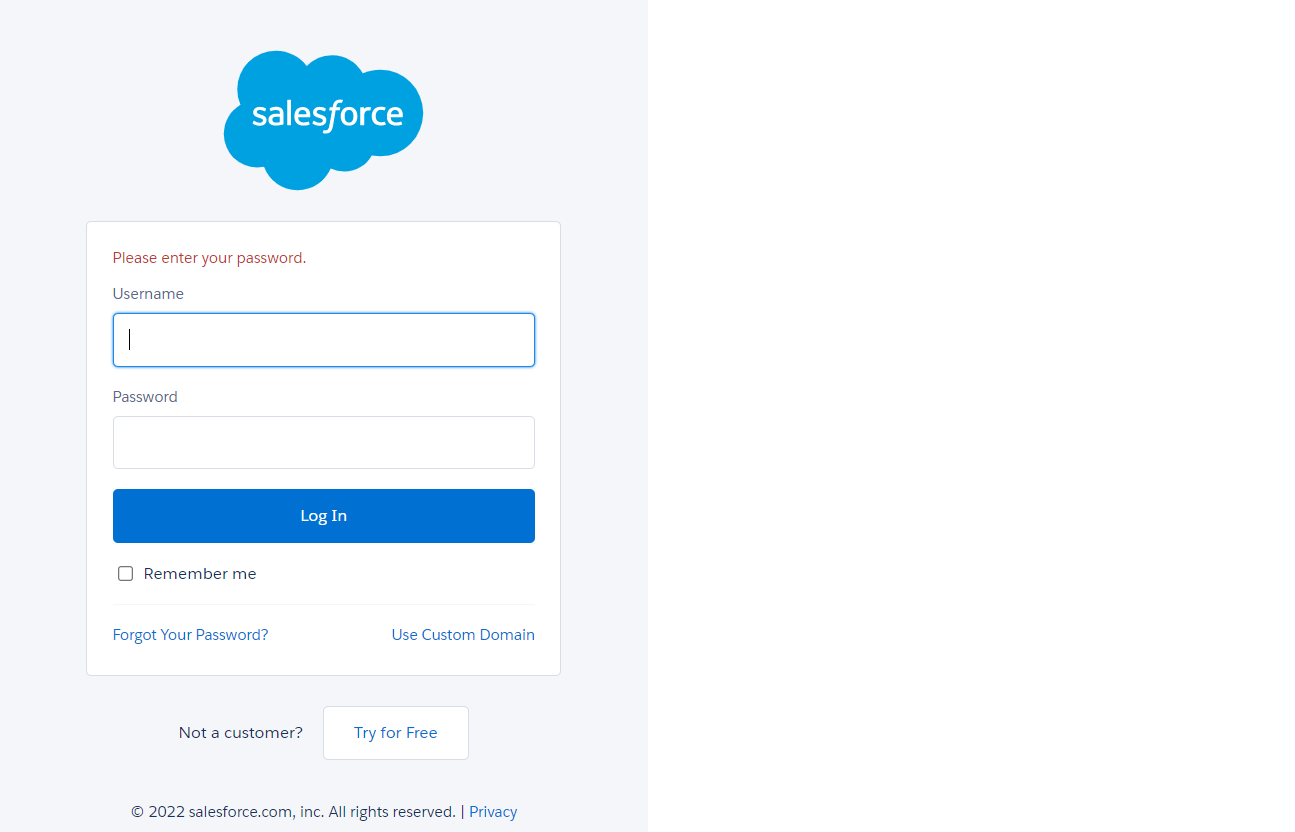 salesforce
Please enter your password.
Username
Password
Log In
Remember me
Forgot Your Password? Use Custom Domain
Not a customer? Try for Free
© 2022 salesforce.com, inc. All rights reserved. | Privacy